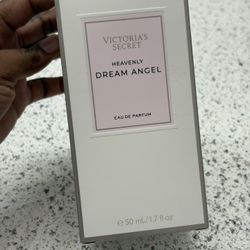 VICTORIA'S
SECRET
HEAVENLY
DREAM ANGEL
EAU DE PARFUM
℮ 50 mL/1.7 fl oz